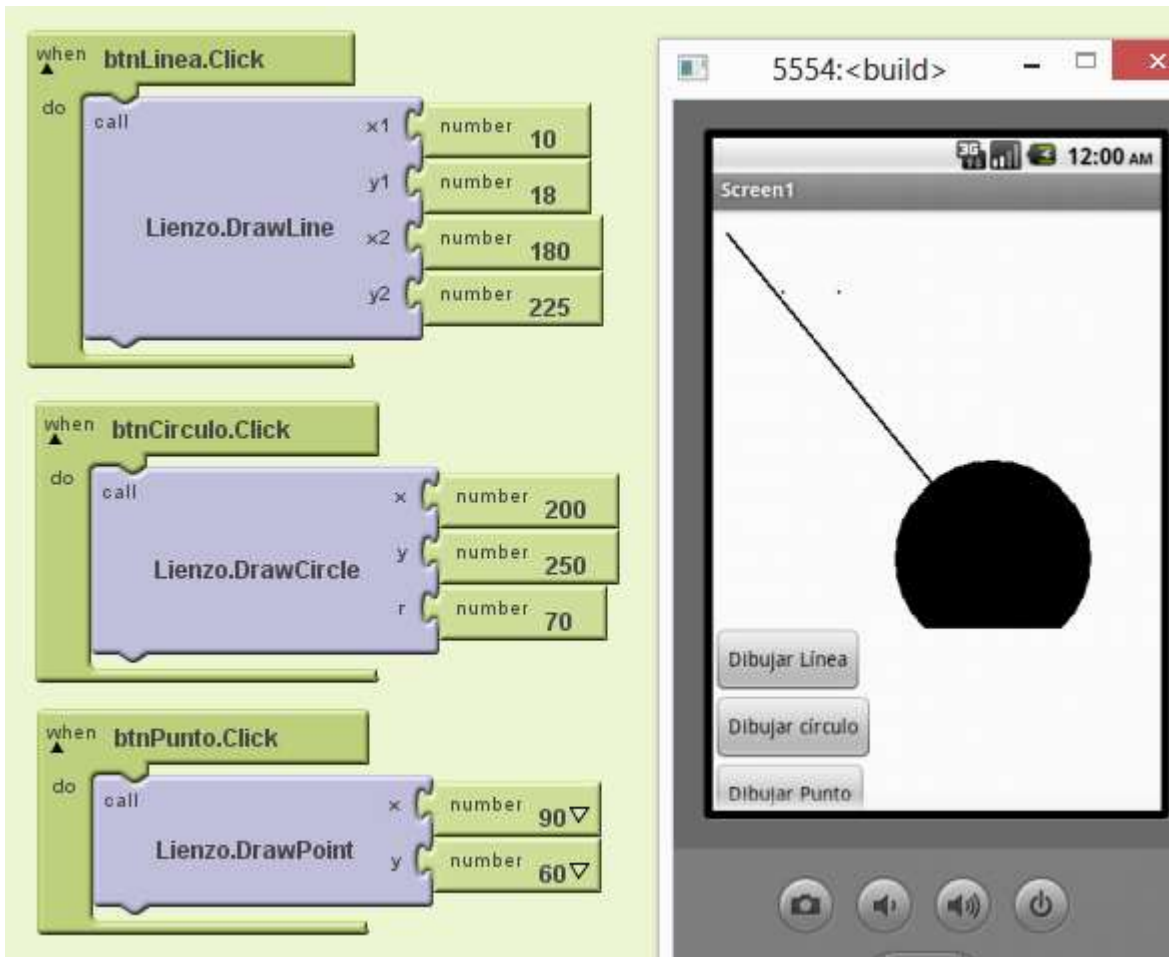 when btnLinea.Click
do
call
Lienzo.DrawLine
x1 number 10
y1 number 18
x2 number 180
y2 number 225
when btnCirculo.Click
do
call
Lienzo.DrawCircle
x number 200
y number 250
r number 70
when btnPunto.Click
do
call
Lienzo.DrawPoint
x number 90
y number 60
5554:<build>
3G
12:00 AM
Screen1
Dibujar Línea
Dibujar círculo
Dibujar Punto